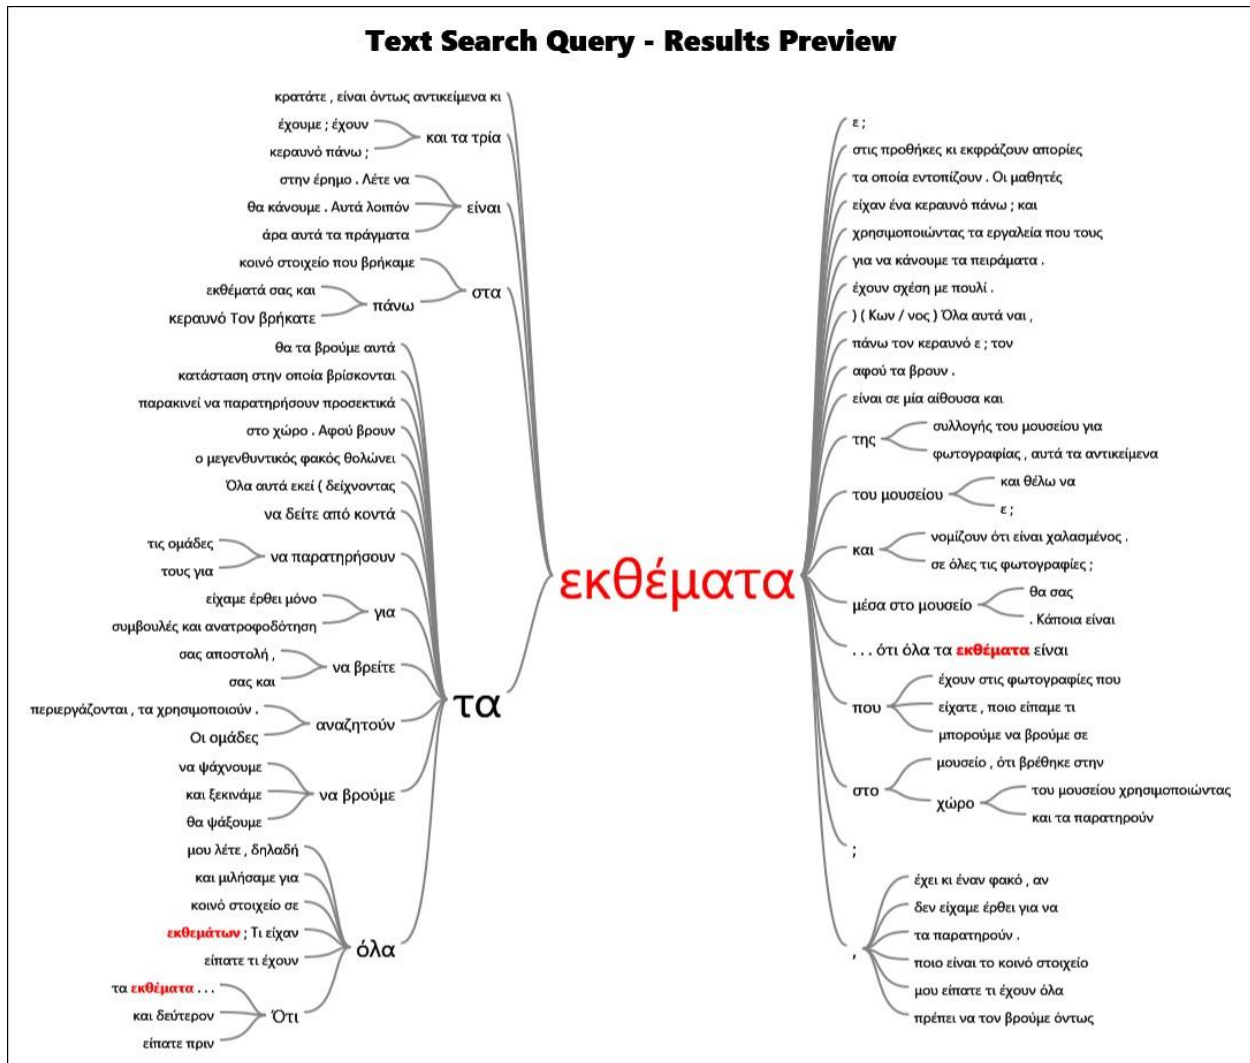 Text Search Query - Results Preview
κρατάτε , είναι όντως αντικείμενα κι
έχουμε ; έχουν
κεραυνό πάνω ;
και τα τρία
στην έρημο . Λέτε να
θα κάνουμε . Αυτά λοιπόν
άρα αυτά τα πράγματα
είναι
κοινό στοιχείο που βρήκαμε
εκθέματά σας και
κεραυνό Τον βρήκατε
πάνω
στα
θα τα βρούμε αυτά
κατάσταση στην οποία βρίσκονται
παρακινεί να παρατηρήσουν προσεκτικά
στο χώρο . Αφού βρουν
ο μεγενθυντικός φακός θολώνει
Όλα αυτά εκεί ( δείχνοντας
να δείτε από κοντά
τις ομάδες
τους για
να παρατηρήσουν
είχαμε έρθει μόνο
συμβουλές και ανατροφοδότηση
για
σας αποστολή ,
σας και
να βρείτε
περιεργάζονται , τα χρησιμοποιούν .
Οι ομάδες
αναζητούν
να ψάχνουμε
και ξεκινάμε
θα ψάξουμε
να βρούμε
μου λέτε , δηλαδή
και μιλήσαμε για
κοινό στοιχείο σε
εκθεμάτων ; Τι είχαν
είπατε τι έχουν
τα εκθέματα . . .
και δεύτερον
είπατε πριν
Ότι
όλα
τα
εκθέματα
ε ;
στις προθήκες κι εκφράζουν απορίες
τα οποία εντοπίζουν . Οι μαθητές
είχαν ένα κεραυνό πάνω ; και
χρησιμοποιώντας τα εργαλεία που τους
για να κάνουμε τα πειράματα .
έχουν σχέση με πουλί .
) ( Κων / νος ) Όλα αυτά ναι ,
πάνω τον κεραυνό ε ; τον
αφού τα βρουν .
είναι σε μία αίθουσα και
της
συλλογής του μουσείου για
φωτογραφίας , αυτά τα αντικείμενα
του μουσείου
και θέλω να
ε ;
και
νομίζουν ότι είναι χαλασμένος .
σε όλες τις φωτογραφίες ;
μέσα στο μουσείο
θα σας
. Κάποια είναι
. . . ότι όλα τα εκθέματα είναι
που
έχουν στις φωτογραφίες που
είχατε , ποιο είπαμε τι
μπορούμε να βρούμε σε
στο
μουσείο , ότι βρέθηκε στην
χώρο
του μουσείου χρησιμοποιώντας
και τα παρατηρούν
;
,
έχει κι έναν φακό , αν
δεν είχαμε έρθει για να
τα παρατηρούν .
ποιο είναι το κοινό στοιχείο
μου είπατε τι έχουν όλα
πρέπει να τον βρούμε όντως